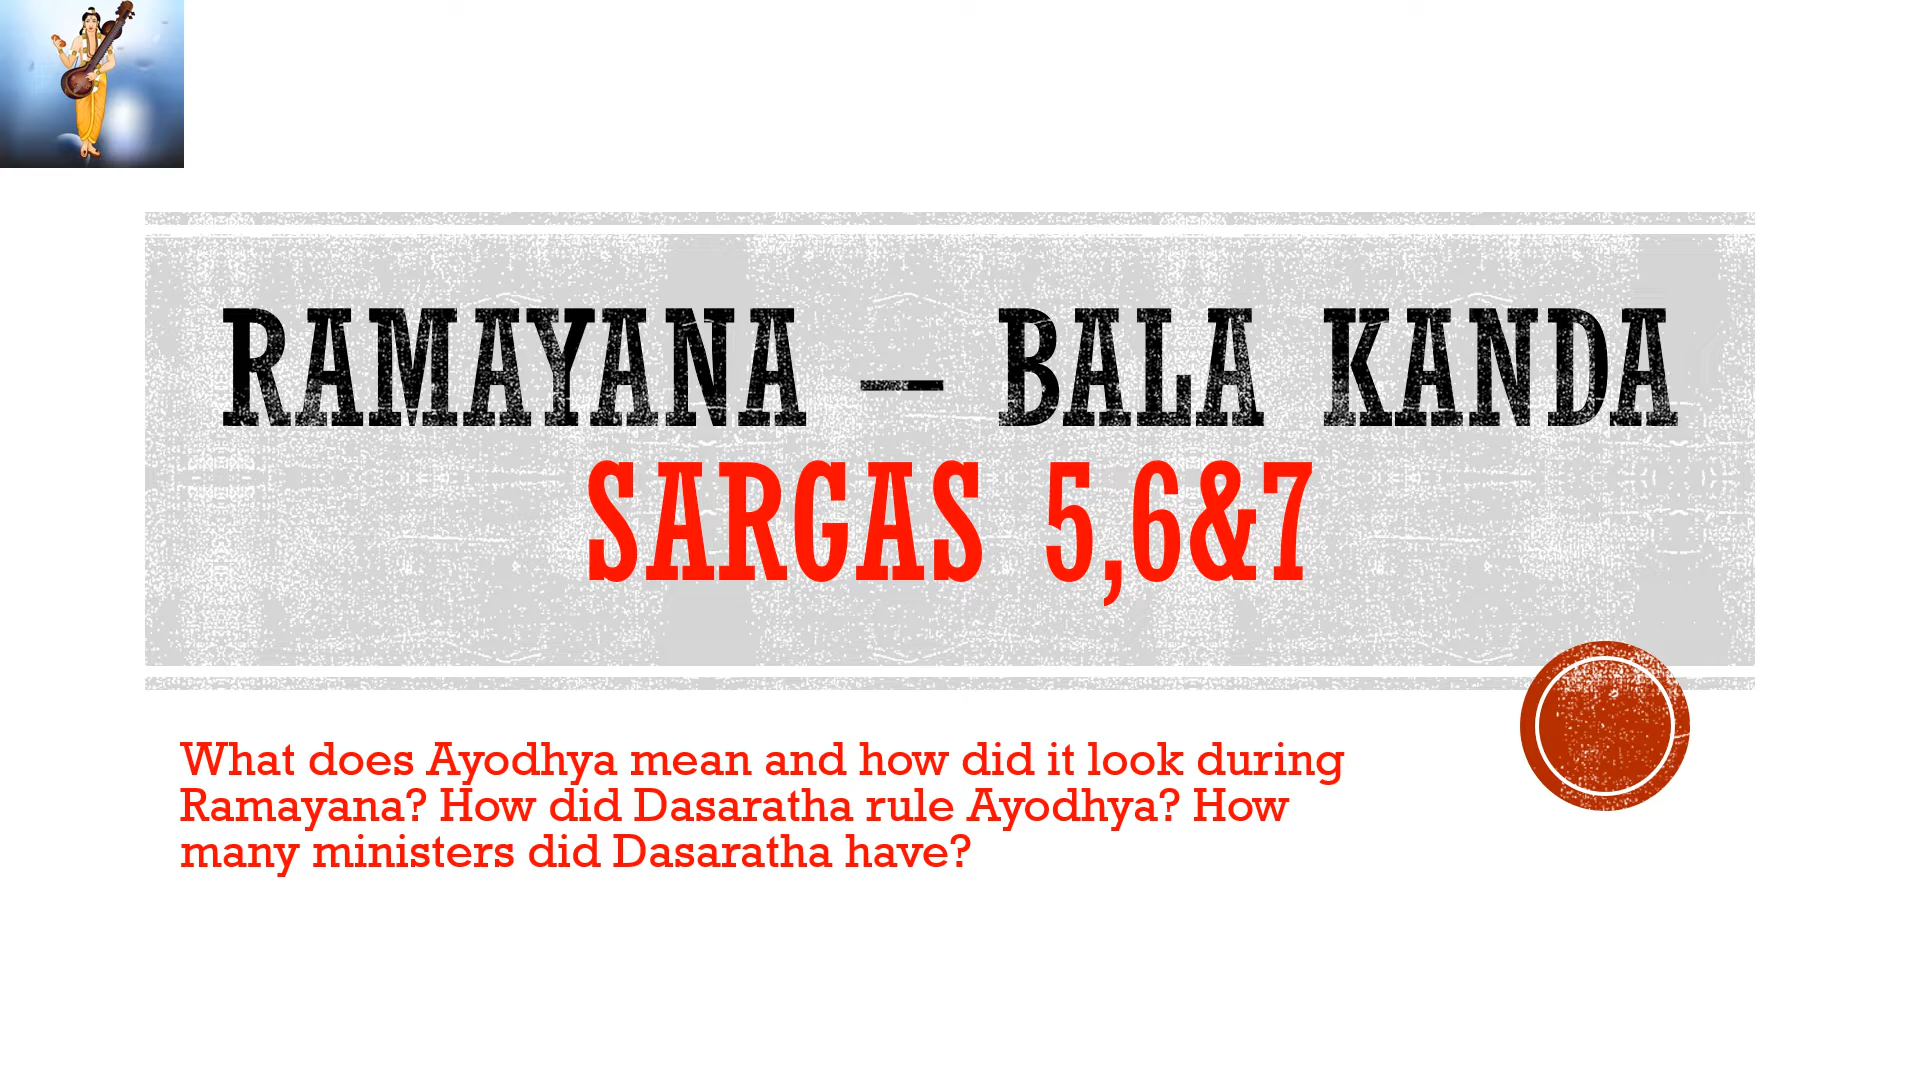 RAMAYANA – BALA KANDA
SARGAS 5,6&7
What does Ayodhya mean and how did it look during
Ramayana? How did Dasaratha rule Ayodhya? How
many ministers did Dasaratha have?